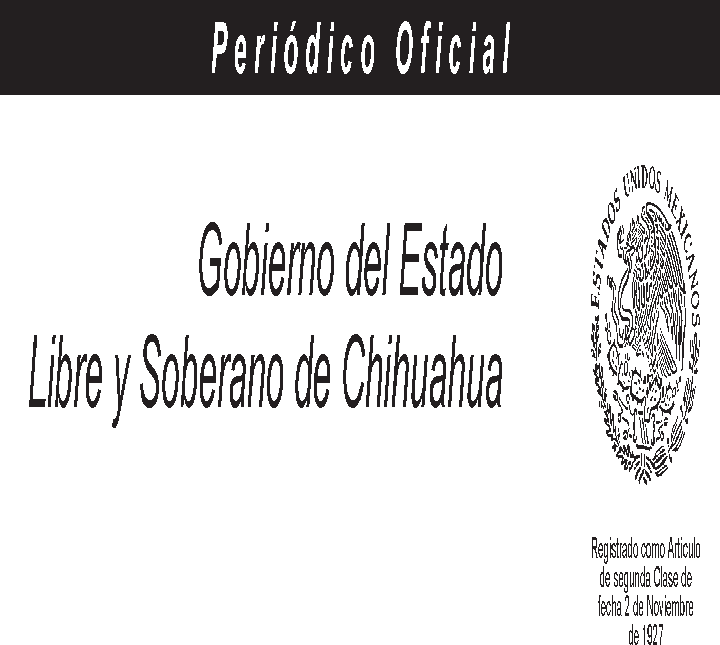 Periódico Oficial
Gobierno del Estado
Libre y Soberano de Chihuahua
ESTADOS UNIDOS MEXICANOS
Registrado como Articulo
de segunda Clase de
fecha 2 de Noviembre
de 1927